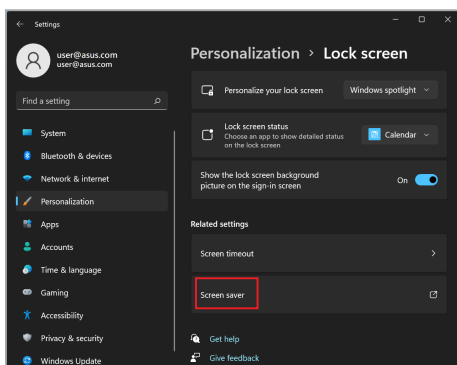 Settings
user@asus.com
user@asus.com
Find a setting
System
Bluetooth & devices
Network & internet
Personalization
Apps
Accounts
Time & language
Gaming
Accessibility
Privacy & security
Windows Update
Personalization > Lock screen
Personalize your lock screen
Windows spotlight
Lock screen status
Choose an app to show detailed status
on the lock screen
Calendar
Show the lock screen background
picture on the sign-in screen
On
Related settings
Screen timeout
Screen saver
Get help
Give feedback